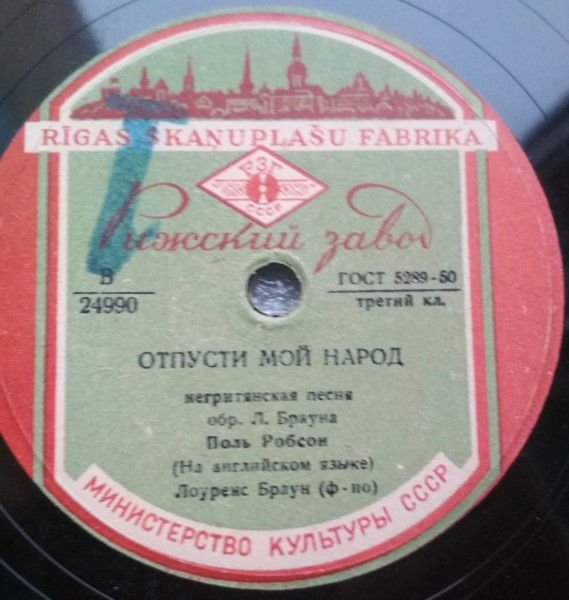 RĪGAS SKAŅUPLAŠU FABRIKA
РЗГ
СССР
Рижский завод
В
24990
ГОСТ 5289-50
третий кл.
ОТПУСТИ МОЙ НАРОД
негритянская песня
обр. Л. Брауна
Поль Робсон
(На английском языке)
Лоуренс Браун (ф-но)
МИНИСТЕРСТВО КУЛЬТУРЫ СССР